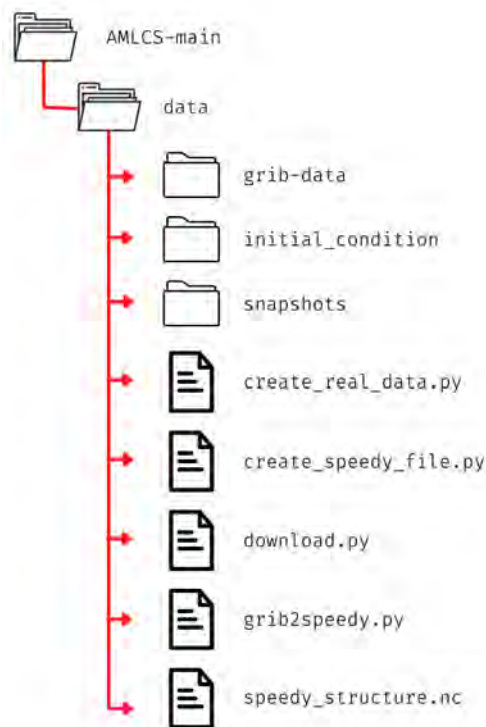 AMLCS-main
data
grib-data
initial_condition
snapshots
create_real_data.py
create_speedy_file.py
download.py
grib2speedy.py
speedy_structure.nc